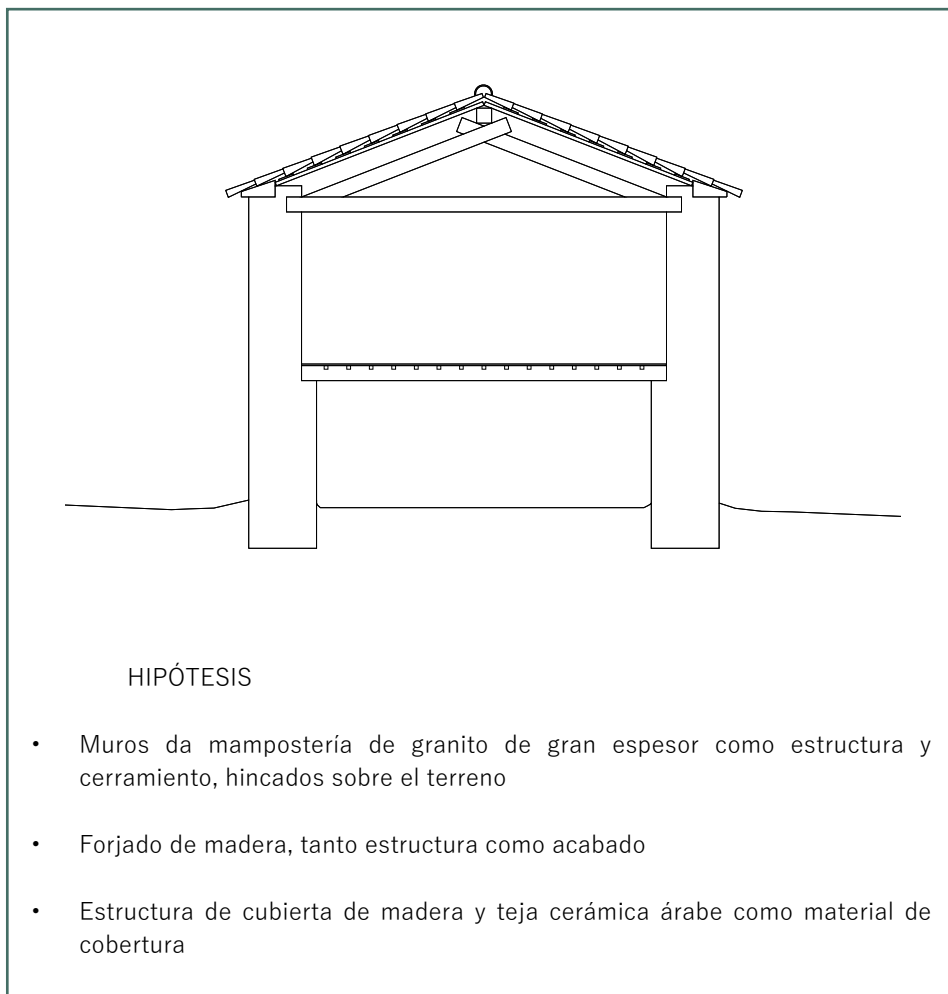 HIPÓTESIS
• Muros da mampostería de granito de gran espesor como estructura y
cerramiento, hincados sobre el terreno
• Forjado de madera, tanto estructura como acabado
• Estructura de cubierta de madera y teja cerámica árabe como material de
cobertura